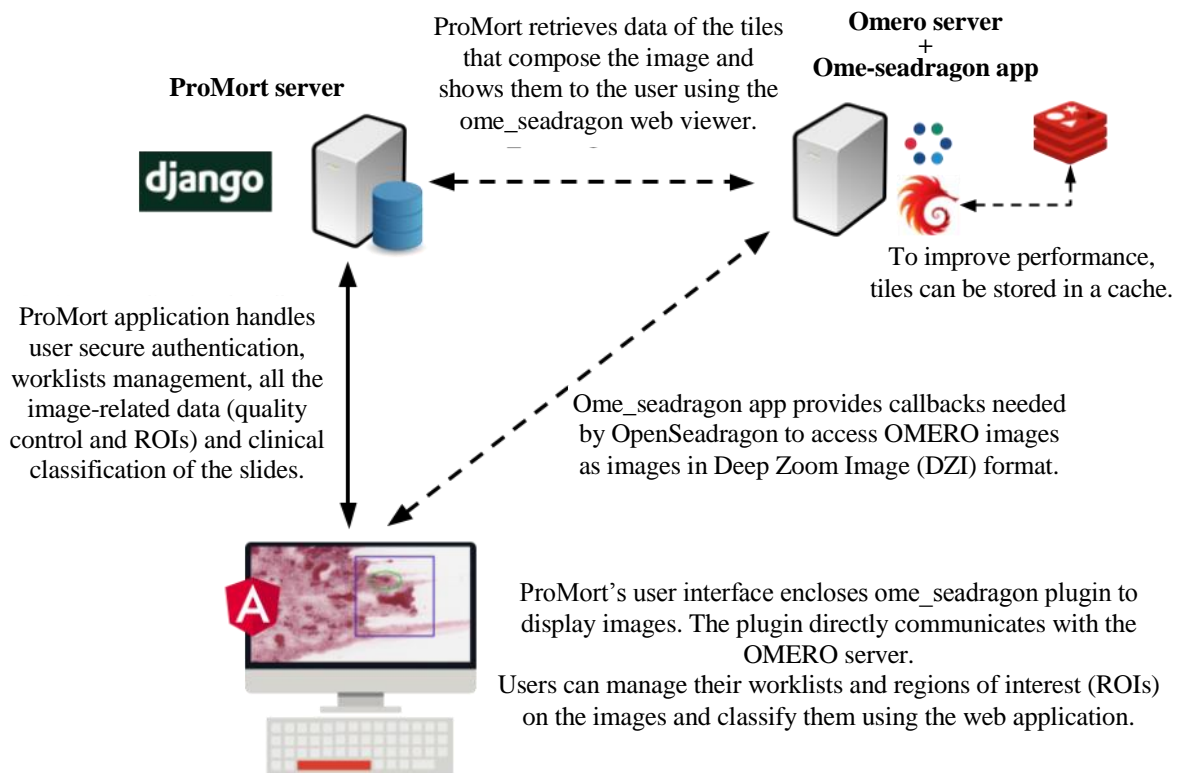 ProMort retrieves data of the tiles
that compose the image and
shows them to the user using the
ome_seadragon web viewer.
Omero server
+
Ome-seadragon app
ProMort server
django
To improve performance,
tiles can be stored in a cache.
ProMort application handles
user secure authentication,
worklists management, all the
image-related data (quality
control and ROIs) and clinical
classification of the slides.
Ome_seadragon app provides callbacks needed
by OpenSeadragon to access OMERO images
as images in Deep Zoom Image (DZI) format.
A
ProMort’s user interface encloses ome_seadragon plugin to
display images. The plugin directly communicates with the
OMERO server.
Users can manage their worklists and regions of interest (ROIs)
on the images and classify them using the web application.